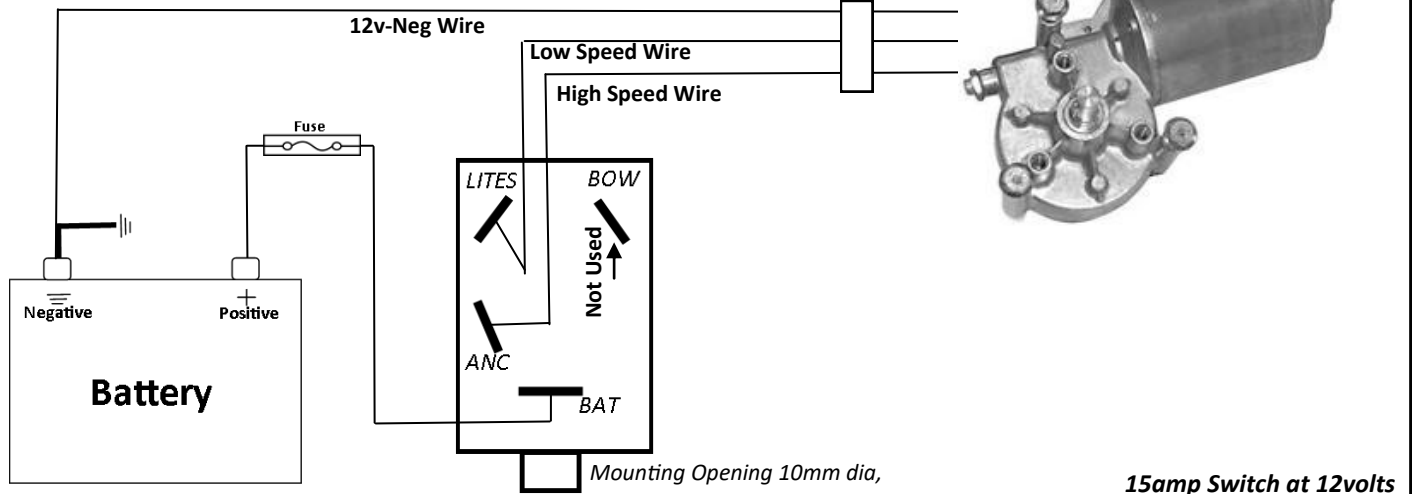 12v-Neg Wire
Low Speed Wire
High Speed Wire
Fuse
LITES
BOW
Not Used
Negative
Positive
ANC
Battery
BAT
Mounting Opening 10mm dia,
15amp Switch at 12volts